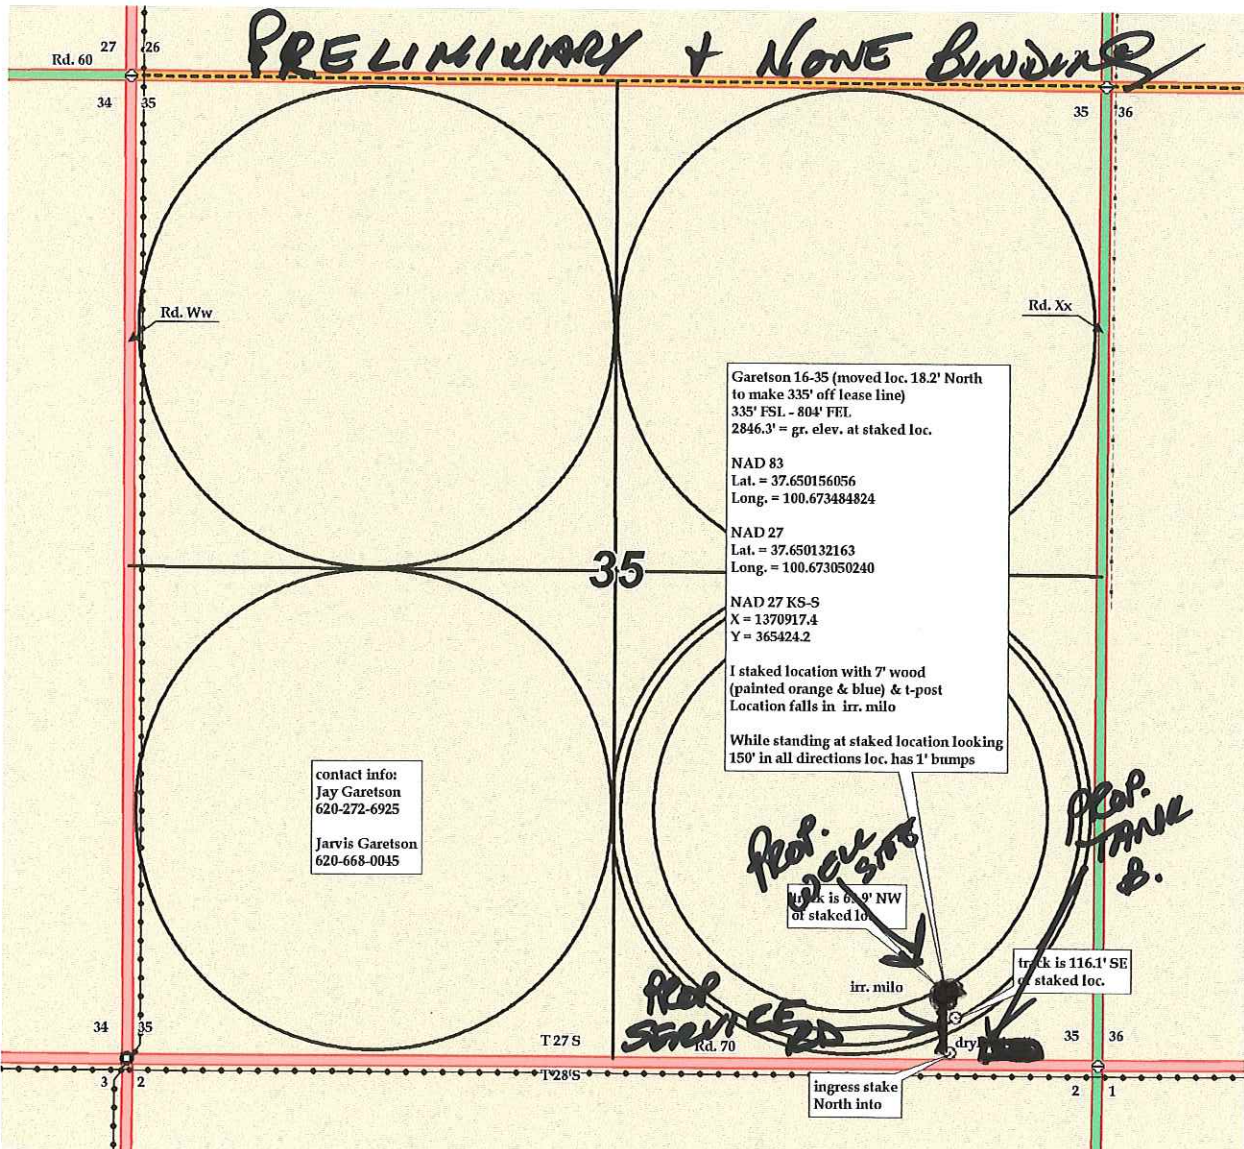 PRELIMINARY & NONE BINDING
Rd. 60
27 26
34 35
35 36
Rd. Ww
Rd. Xx
Garetson 16-35 (moved loc. 18.2' North
to make 335' off lease line)
335' FSL - 804' FEL
2846.3' = gr. elev. at staked loc.
NAD 83
Lat. = 37.650156056
Long. = 100.673484824
NAD 27
Lat. = 37.650132163
Long. = 100.673050240
NAD 27 KS-S
X = 1370917.4
Y = 365424.2
I staked location with 7' wood
(painted orange & blue) & t-post
Location falls in irr. milo
While standing at staked location looking
150' in all directions loc. has 1' bumps
35
contact info:
Jay Garetson
620-272-6925
Jarvis Garetson
620-668-0045
PROP.
WELL
SITE
PROP.
TANK
B.
NW
of staked
track is 116.1' SE
of staked loc.
irr. milo
PROP
SERVICE
RD
34 35
T 27 S
Rd. 70
35 36
3 2
T 28 S
ingress stake
North into
2 1